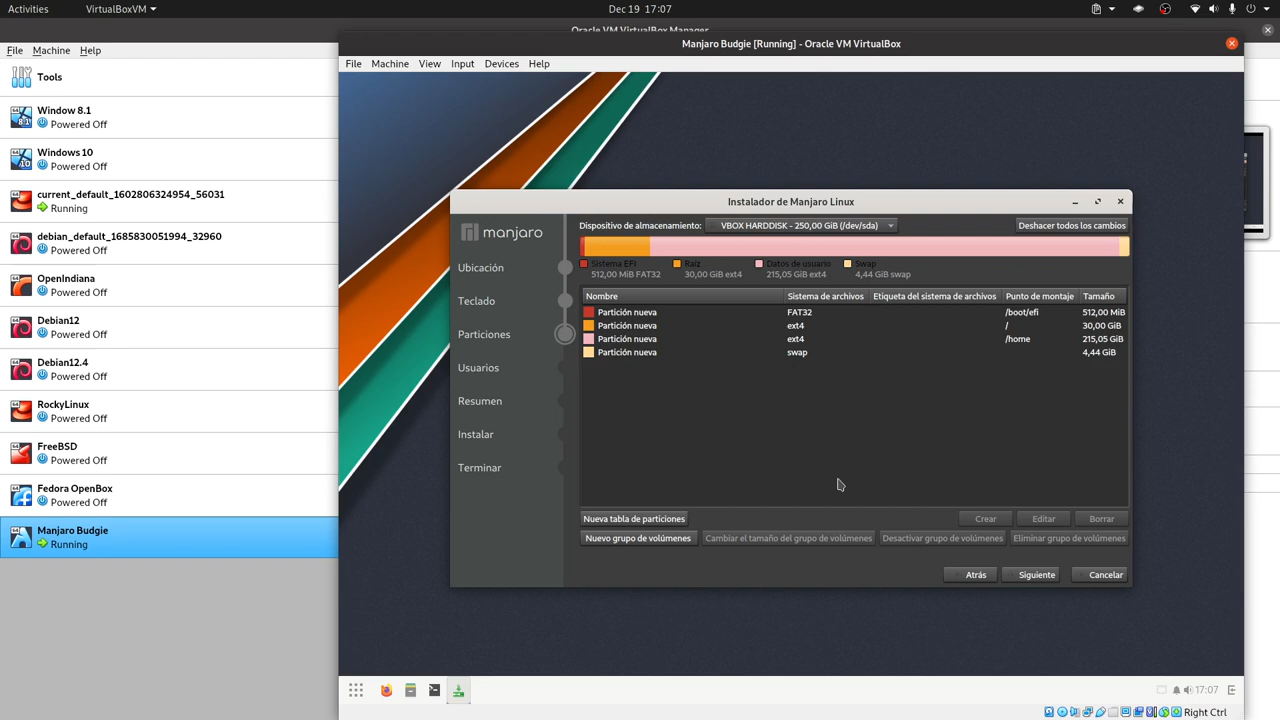 Activities
VirtualBoxVM
Dec 19 17:07
Oracle VM VirtualBox Manager
File Machine Help
Tools
Window 8.1
Powered Off
Windows 10
Powered Off
current_default_1602806324954_56031
Running
debian_default_1685830051994_32960
Powered Off
OpenIndiana
Powered Off
Debian12
Powered Off
Debian12.4
Powered Off
RockyLinux
Powered Off
FreeBSD
Powered Off
Fedora OpenBox
Powered Off
Manjaro Budgie
Running
Manjaro Budgie [Running] - Oracle VM VirtualBox
File Machine View Input Devices Help
Instalador de Manjaro Linux
manjaro
Ubicación
Teclado
Particiones
Usuarios
Resumen
Instalar
Terminar
Dispositivo de almacenamiento: VBOX HARDDISK - 250,00 GiB (/dev/sda) Deshacer todos los cambios
Sistema EFI Raíz Datos de usuario Swap
512,00 MiB FAT32 30,00 GiB ext4 215,05 GiB ext4 4,44 GiB swap
Nombre Sistema de archivos Etiqueta del sistema de archivos Punto de montaje Tamaño
Partición nueva FAT32 /boot/efi 512,00 MiB
Partición nueva ext4 / 30,00 GiB
Partición nueva ext4 /home 215,05 GiB
Partición nueva swap 4,44 GiB
Nueva tabla de particiones Crear Editar Borrar
Nuevo grupo de volúmenes Cambiar el tamaño del grupo de volúmenes Desactivar grupo de volúmenes Eliminar grupo de volúmenes
Atrás Siguiente Cancelar
17:07
Right Ctrl